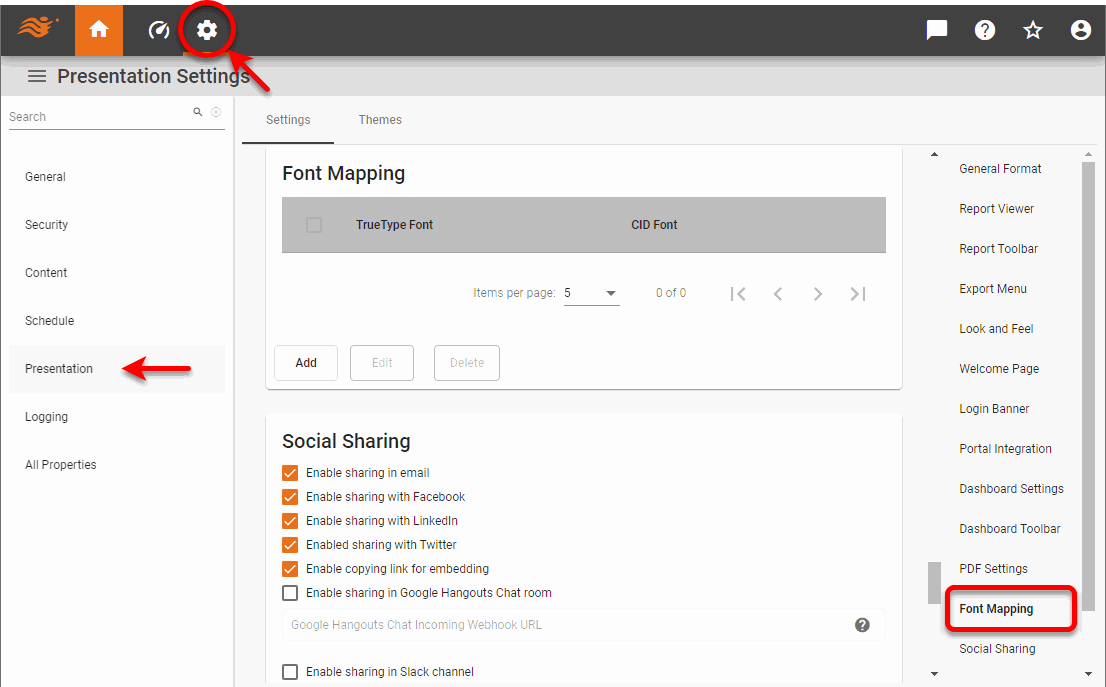 Presentation Settings
Search
General
Security
Content
Schedule
Presentation
Logging
All Properties
Settings Themes
Font Mapping
TrueType Font CID Font
Items per page: 5 0 of 0
Add Edit Delete
Social Sharing
Enable sharing in email
Enable sharing with Facebook
Enable sharing with LinkedIn
Enabled sharing with Twitter
Enable copying link for embedding
Enable sharing in Google Hangouts Chat room
Google Hangouts Chat Incoming Webhook URL
Enable sharing in Slack channel
General Format
Report Viewer
Report Toolbar
Export Menu
Look and Feel
Welcome Page
Login Banner
Portal Integration
Dashboard Settings
Dashboard Toolbar
PDF Settings
Font Mapping
Social Sharing